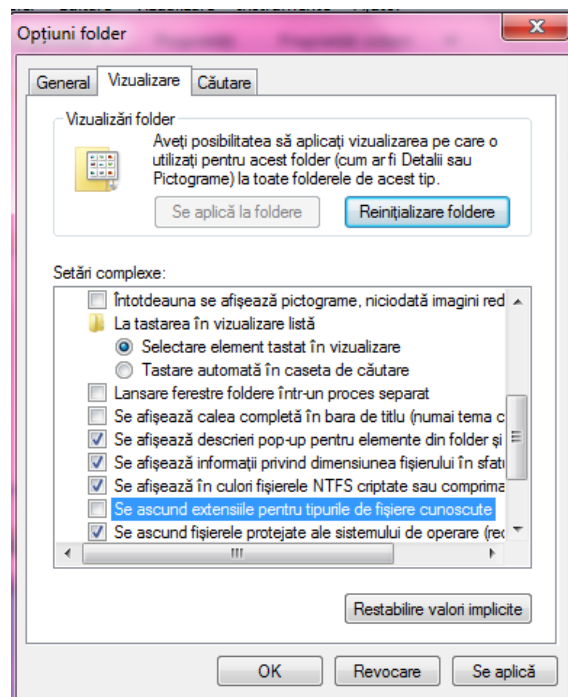 Opțiuni folder
General Vizualizare Căutare
Vizualizări folder
Aveți posibilitatea să aplicați vizualizarea pe care o
utilizați pentru acest folder (cum ar fi Detalii sau
Pictograme) la toate folderele de acest tip.
Se aplică la foldere Reinițializare foldere
Setări complexe:
Întotdeauna se afișează pictograme, niciodată imagini red
La tastarea în vizualizare listă
Selectare element tastat în vizualizare
Tastare automată în caseta de căutare
Lansare ferestre foldere într-un proces separat
Se afișează calea completă în bara de titlu (numai tema c
Se afișează descrieri pop-up pentru elemente din folder și
Se afișează informații privind dimensiunea fișierului în sfatu
Se afișează în culori fișierele NTFS criptate sau comprima
Se ascund extensiile pentru tipurile de fișiere cunoscute
Se ascund fișierele protejate ale sistemului de operare (rec
Restabilire valori implicite
OK Revocare Se aplică